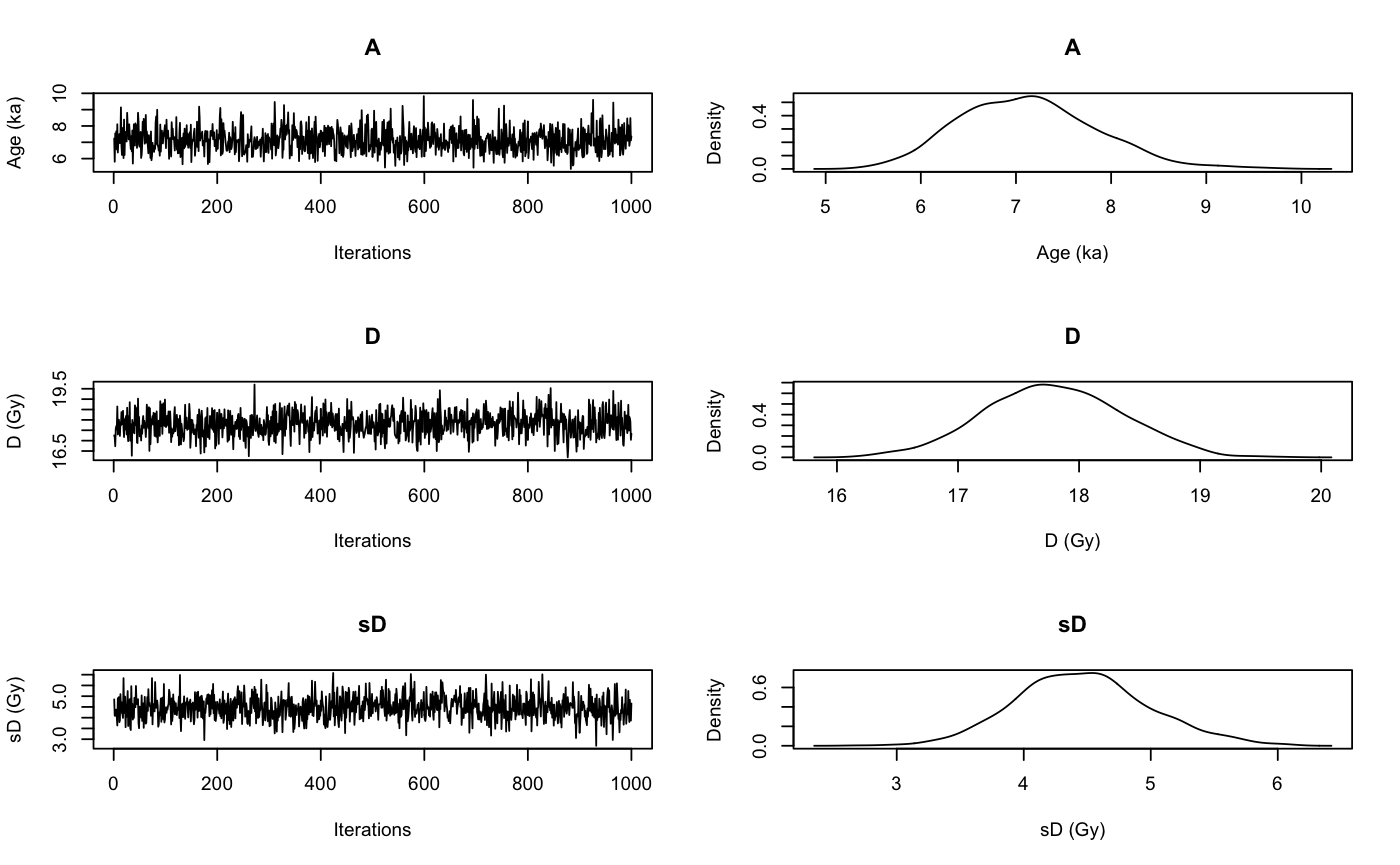 A
A
Age (ka)
10
8
6
0 200 400 600 800 1000
Iterations
Density
0.4
0.0
5 6 7 8 9 10
Age (ka)
D
D
D (Gy)
19.5
16.5
0 200 400 600 800 1000
Iterations
Density
0.4
0.0
16 17 18 19 20
D (Gy)
sD
sD
sD (Gy)
5.0
3.0
0 200 400 600 800 1000
Iterations
Density
0.6
0.0
3 4 5 6
sD (Gy)